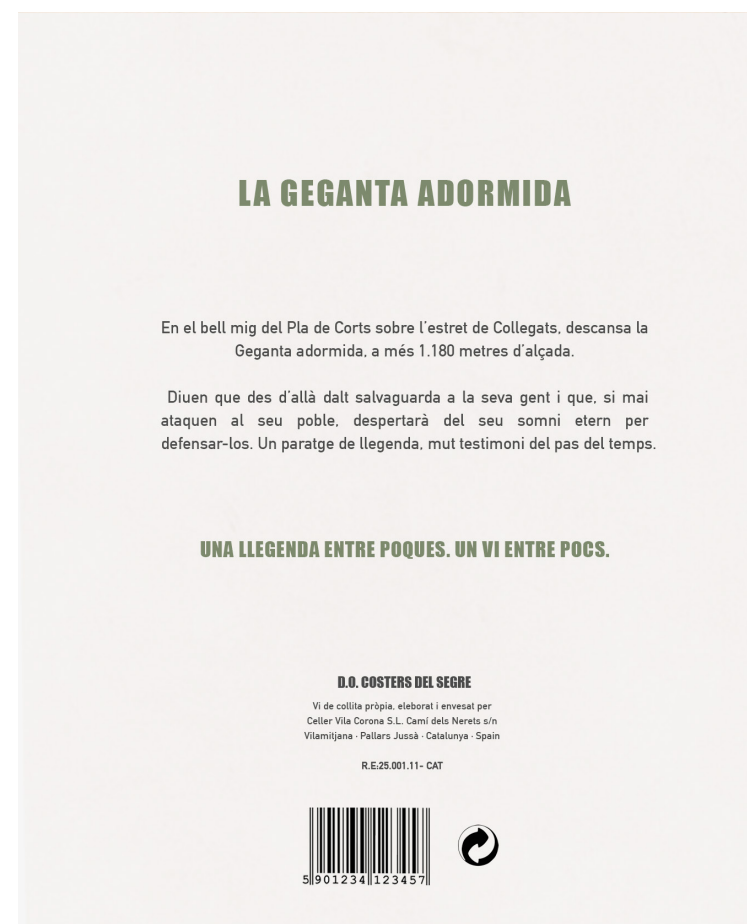 LA GEGANTA ADORMIDA
En el bell mig del Pla de Corts sobre l'estret de Collegats, descansa la
Geganta adormida, a més 1.180 metres d'alçada.
Diuen que des d'allà dalt salvaguarda a la seva gent i que, si mai
ataquen al seu poble, despertarà del seu somni etern per
defensar-los. Un paratge de llegenda, mut testimoni del pas del temps.
UNA LLEGENDA ENTRE POQUES. UN VI ENTRE POCS.
D.O. COSTERS DEL SEGRE
Vi de collita pròpia, eleborat i envesat per
Celler Vila Corona S.L. Camí dels Nerets s/n
Vilamitjana · Pallars Jussà · Catalunya · Spain
R.E:25.001.11- CAT
5 901234 123457